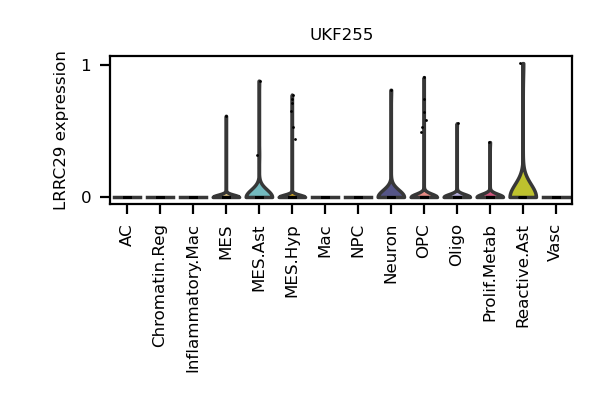 UKF255
LRRC29 expression
1
0
AC
Chromatin.Reg
Inflammatory.Mac
MES
MES.Ast
MES.Hyp
Mac
NPC
Neuron
OPC
Oligo
Prolif.Metab
Reactive.Ast
Vasc